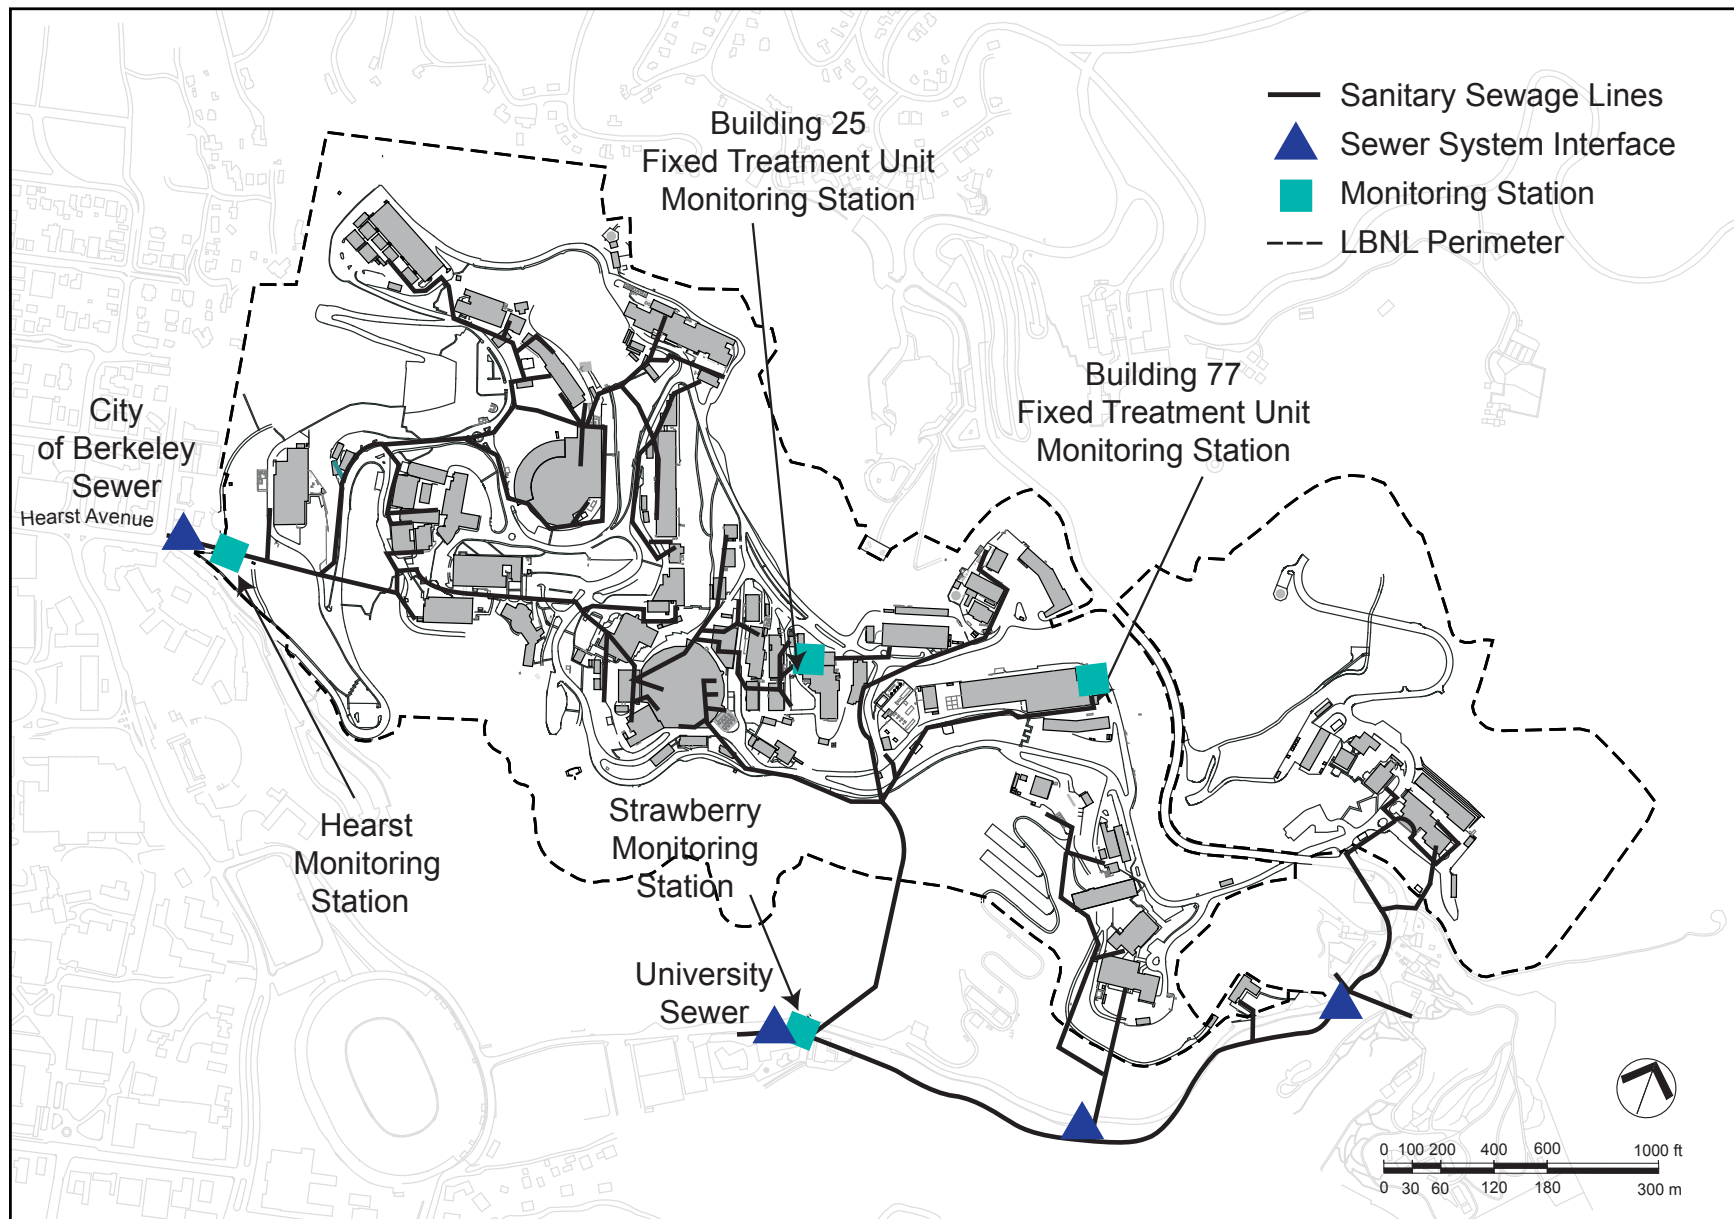 Building 25
Fixed Treatment Unit
Monitoring Station
Sanitary Sewage Lines
Sewer System Interface
Monitoring Station
LBNL Perimeter
Building 77
Fixed Treatment Unit
Monitoring Station
City
of Berkeley
Sewer
Hearst Avenue
Hearst
Monitoring
Station
Strawberry
Monitoring
Station
University
Sewer
0 100 200 400 600 1000 ft
0 30 60 120 180 300 m